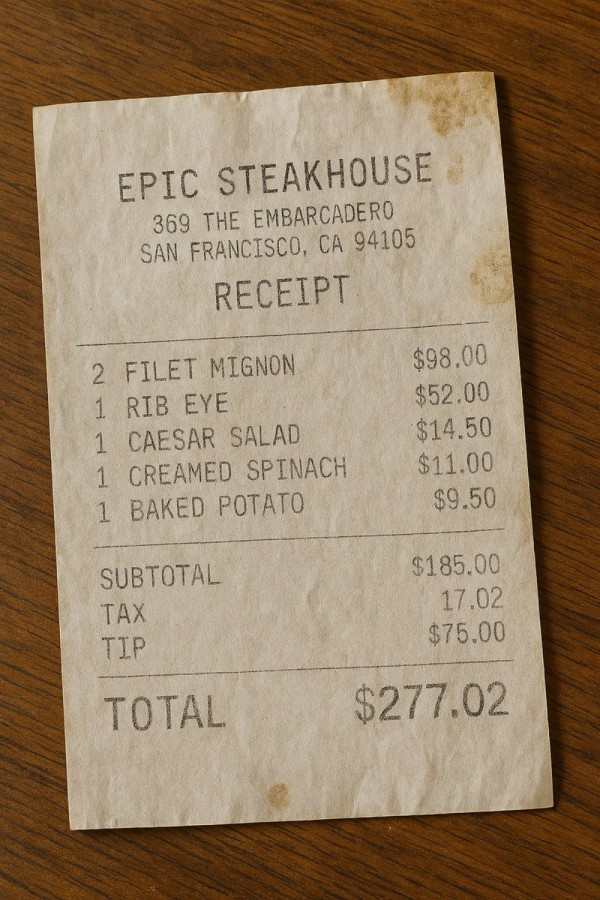 EPIC STEAKHOUSE
369 THE EMBARCADERO
SAN FRANCISCO, CA 94105
RECEIPT
2 FILET MIGNON $98.00
1 RIB EYE $52.00
1 CAESAR SALAD $14.50
1 CREAMED SPINACH $11.00
1 BAKED POTATO $9.50
SUBTOTAL $185.00
TAX 17.02
TIP $75.00
TOTAL $277.02